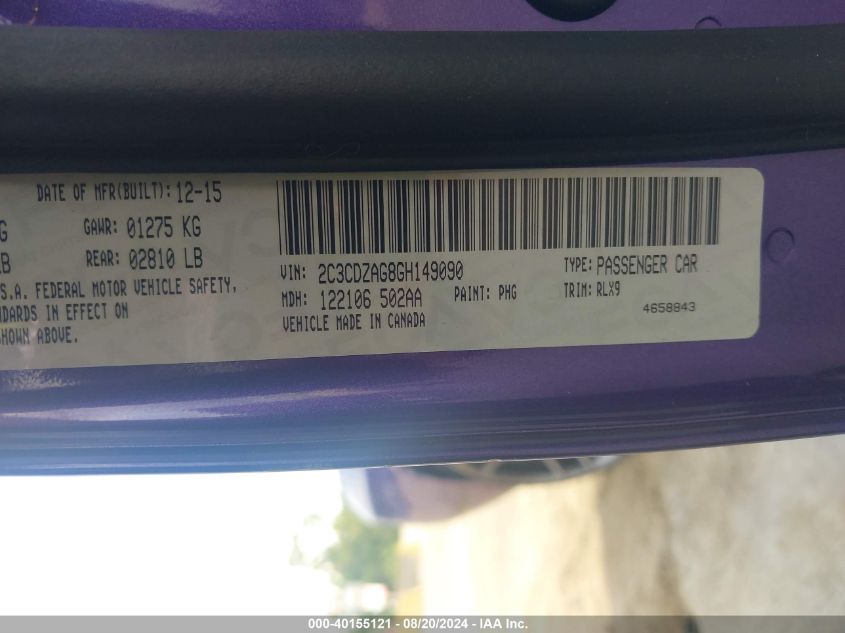 DATE OF MFR(BUILT): 12-15
G GAWR: 01275 KG
LB REAR: 02810 LB
U.S.A. FEDERAL MOTOR VEHICLE SAFETY,
NDARDS IN EFFECT ON
SHOWN ABOVE.
VIN: 2C3CDZAG8GH149090 TYPE: PASSENGER CAR
MDH: 122106 502AA PAINT: PHG TRIM: RLX9
VEHICLE MADE IN CANADA 4658843
000-40155121 - 08/20/2024 - IAA Inc.